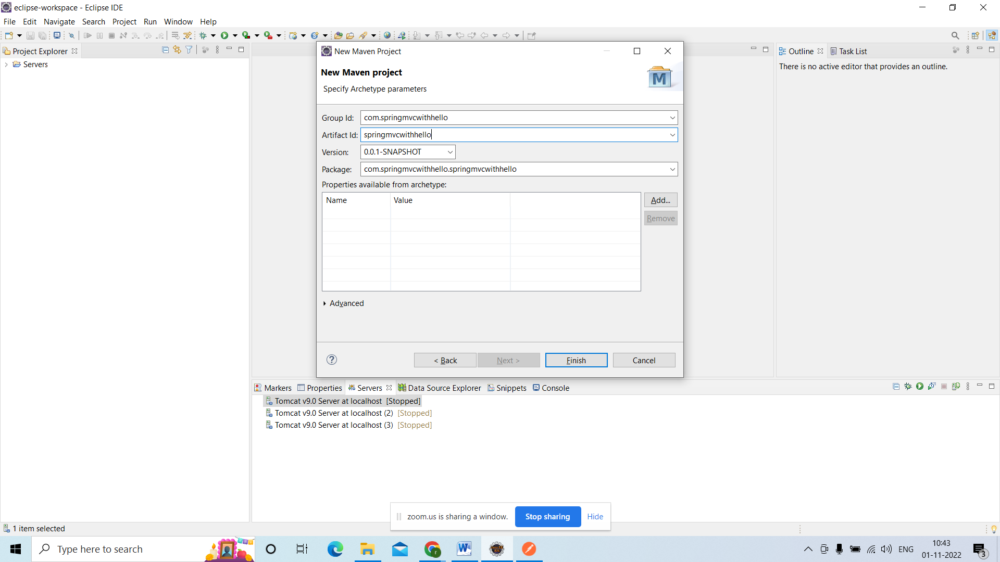 eclipse-workspace - Eclipse IDE
File Edit Navigate Search Project Run Window Help
Project Explorer
Servers
New Maven Project
New Maven project
Specify Archetype parameters
Group Id: com.springmvcwithhello
Artifact Id: springmvcwithhello
Version: 0.0.1-SNAPSHOT
Package: com.springmvcwithhello.springmvcwithhello
Properties available from archetype:
Name Value
Add...
Remove
Advanced
< Back Next > Finish Cancel
Outline Task List
There is no active editor that provides an outline.
Markers Properties Servers Data Source Explorer Snippets Console
Tomcat v9.0 Server at localhost [Stopped]
Tomcat v9.0 Server at localhost (2) [Stopped]
Tomcat v9.0 Server at localhost (3) [Stopped]
zoom.us is sharing a window. Stop sharing Hide
1 item selected
Type here to search
ENG
10:43
01-11-2022
3